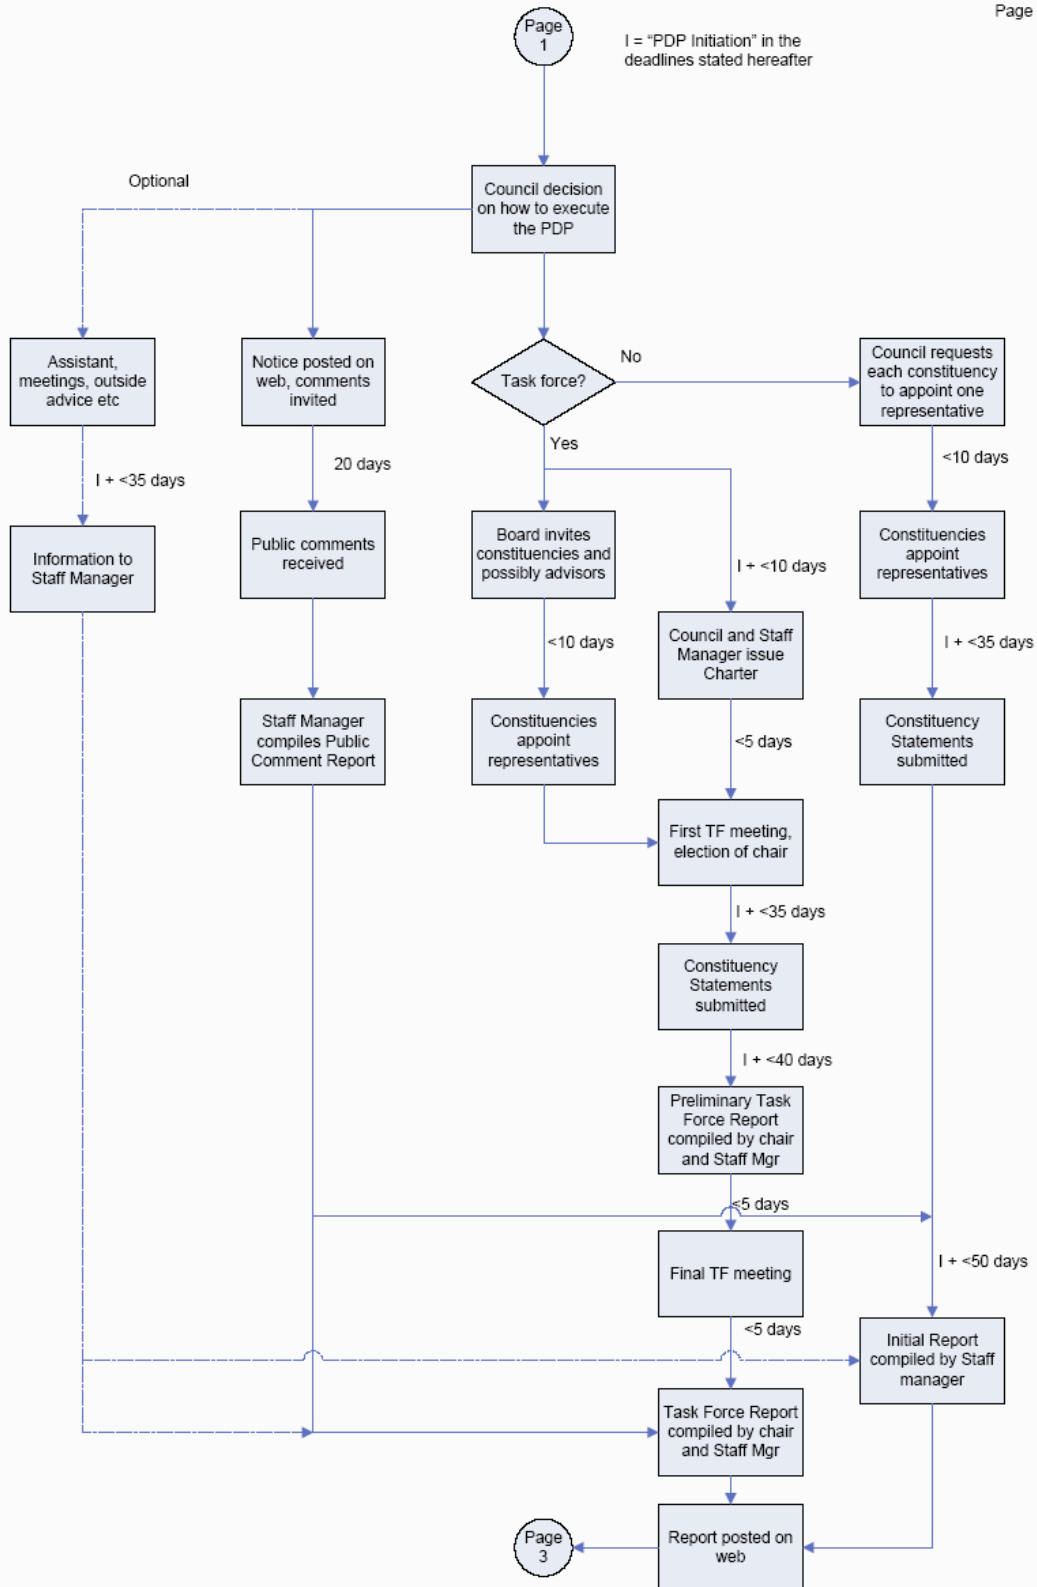 Page
Page
1
I = “PDP Initiation” in the
deadlines stated hereafter
Optional
Council decision
on how to execute
the PDP
Assistant,
meetings, outside
advice etc
Notice posted on
web, comments
invited
Task force?
No
Council requests
each constituency
to appoint one
representative
Yes
I + <35 days
20 days
<10 days
Information to
Staff Manager
Public comments
received
Board invites
constituencies and
possibly advisors
I + <10 days
Constituencies
appoint
representatives
<10 days
Council and Staff
Manager issue
Charter
I + <35 days
Staff Manager
compiles Public
Comment Report
Constituencies
appoint
representatives
<5 days
Constituency
Statements
submitted
First TF meeting,
election of chair
I + <35 days
Constituency
Statements
submitted
I + <40 days
Preliminary Task
Force Report
compiled by chair
and Staff Mgr
<5 days
Final TF meeting
I + <50 days
<5 days
Initial Report
compiled by Staff
manager
Task Force Report
compiled by chair
and Staff Mgr
Page
3
Report posted on
web